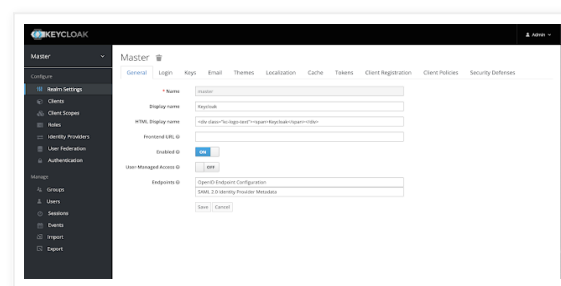 KEYCLOAK
Admin
Master
Master
General Login Keys Email Themes Localization Cache Tokens Client Registration Client Policies Security Defenses
Configure
Realm Settings
Clients
Client Scopes
Roles
Identity Providers
User Federation
Authentication
Manage
Groups
Users
Sessions
Events
Import
Export
* Name master
Display name Keycloak
HTML Display name <div class="kc-logo-text"><span>Keycloak</span></div>
Frontend URL
Enabled ON
User-Managed Access OFF
Endpoints OpenID Endpoint Configuration
SAML 2.0 Identity Provider Metadata
Save Cancel